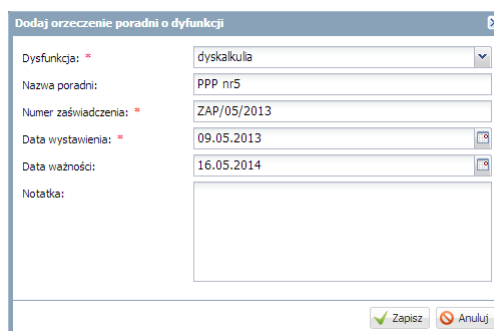 Dodaj orzeczenie poradni o dyfunkcji
Dysfunkcja: * dyskalkulia
Nazwa poradni: PPP nr5
Numer zaświadczenia: * ZAP/05/2013
Data wystawienia: * 09.05.2013
Data ważności: 16.05.2014
Notatka:
Zapisz Anuluj